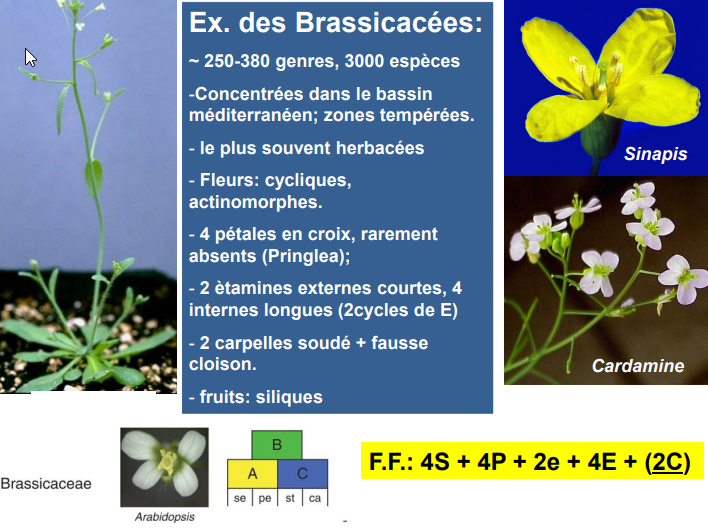 Ex. des Brassicacées:
~ 250-380 genres, 3000 espèces
-Concentrées dans le bassin
méditerranéen; zones tempérées.
- le plus souvent herbacées
- Fleurs: cycliques,
actinomorphes.
- 4 pétales en croix, rarement
absents (Pringlea);
- 2 ètamines externes courtes, 4
internes longues (2cycles de E)
- 2 carpelles soudé + fausse
cloison.
- fruits: siliques
Sinapis
Cardamine
Brassicaceae
Arabidopsis
B
A C
se pe st ca
F.F.: 4S + 4P + 2e + 4E + (2C)